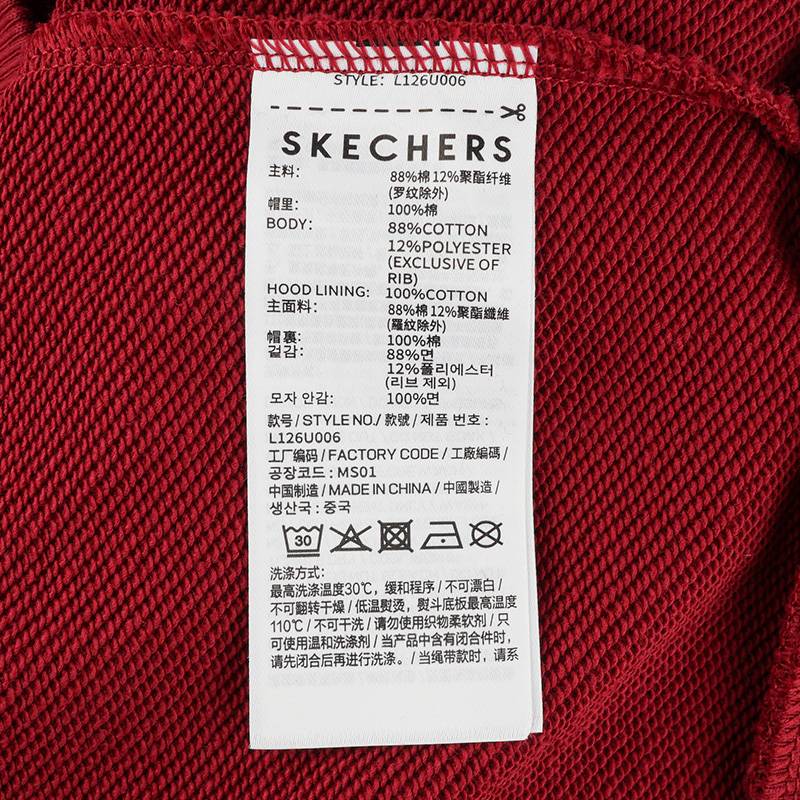 STYLE: L126U006
SKECHERS
主料: 88%棉 12%聚酯纤维
(罗纹除外)
帽里: 100%棉
BODY: 88%COTTON
12%POLYESTER
(EXCLUSIVE OF
RIB)
HOOD LINING: 100%COTTON
主面料: 88%棉 12%聚酯纖維
(羅紋除外)
帽裏: 100%棉
겉감: 88%면
12%폴리에스터
(리브 제외)
모자 안감: 100%면
款号 / STYLE NO. / 款號 / 제품 번호 :
L126U006
工厂编码 / FACTORY CODE / 工廠編碼 /
공장코드 : MS01
中国制造 / MADE IN CHINA / 中國製造 /
생산국 : 중국
30
洗涤方式:
最高洗涤温度30℃, 缓和程序 / 不可漂白 /
不可翻转干燥 / 低温熨烫, 熨斗底板最高温度
110℃ / 不可干洗 / 请勿使用织物柔软剂 / 只
可使用温和洗涤剂 / 当产品中含有闭合件时,
请先闭合后再进行洗涤。 / 当绳带款时, 请系